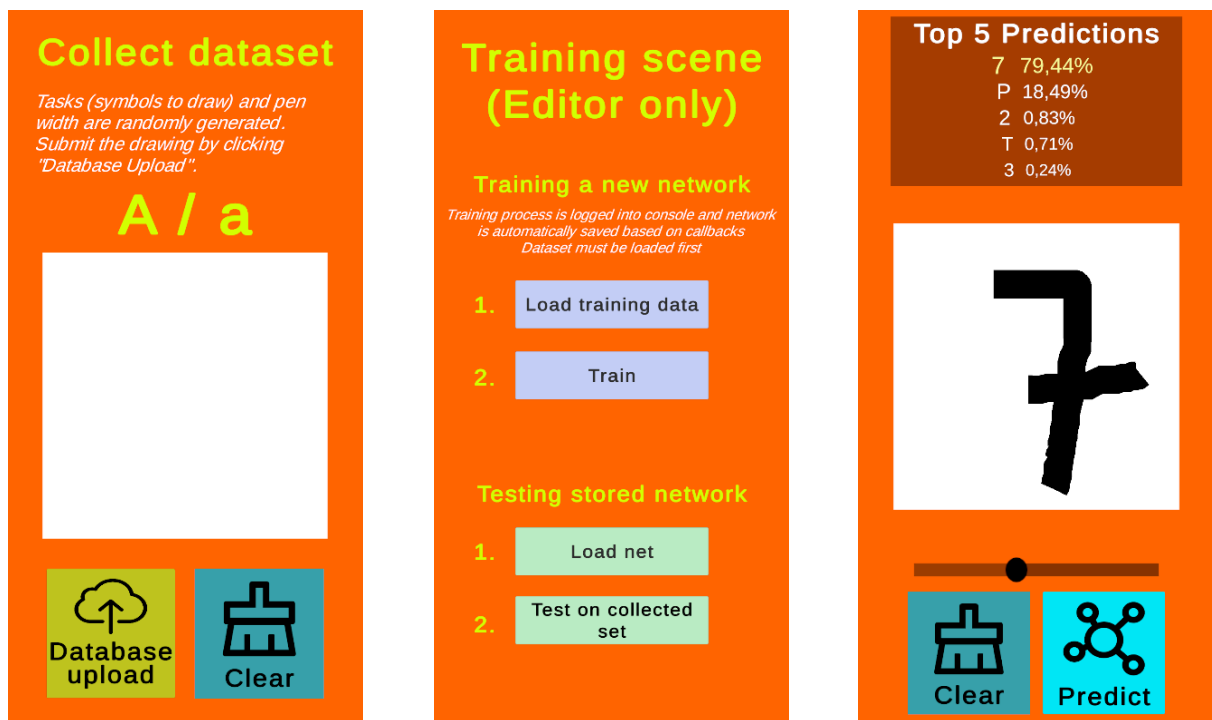 Collect dataset
Tasks (symbols to draw) and pen
width are randomly generated.
Submit the drawing by clicking
"Database Upload".
A / a
Database
upload
Clear
Training scene
(Editor only)
Training a new network
Training process is logged into console and network
is automatically saved based on callbacks
Dataset must be loaded first
1. Load training data
2. Train
Testing stored network
1. Load net
2. Test on collected
set
Top 5 Predictions
7 79,44%
P 18,49%
2 0,83%
T 0,71%
3 0,24%
7
Clear
Predict